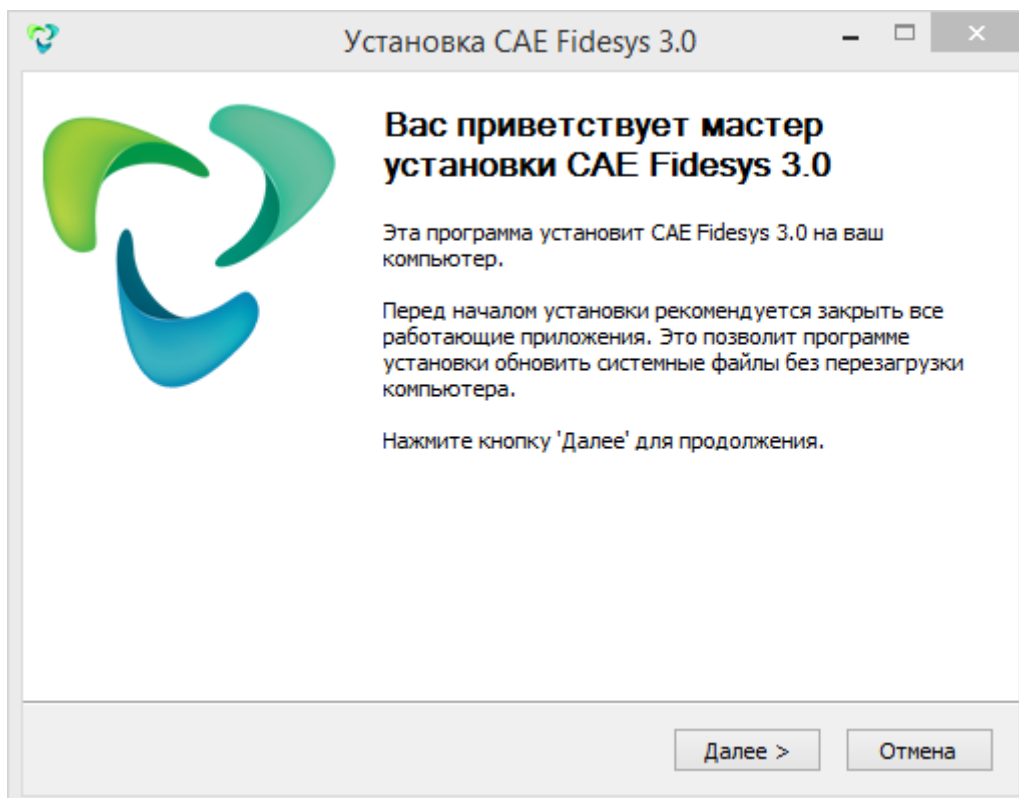 Установка CAE Fidesys 3.0
Вас приветствует мастер
установки CAE Fidesys 3.0
Эта программа установит CAE Fidesys 3.0 на ваш
компьютер.
Перед началом установки рекомендуется закрыть все
работающие приложения. Это позволит программе
установки обновить системные файлы без перезагрузки
компьютера.
Нажмите кнопку 'Далее' для продолжения.
Далее >
Отмена